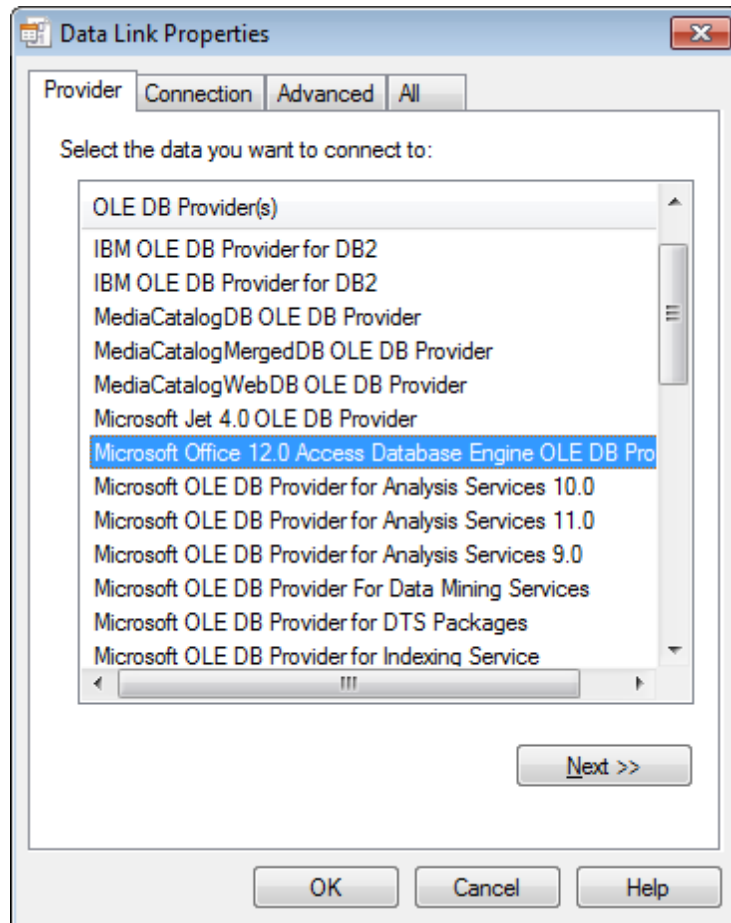 Data Link Properties
Provider Connection Advanced All
Select the data you want to connect to:
OLE DB Provider(s)
IBM OLE DB Provider for DB2
IBM OLE DB Provider for DB2
MediaCatalogDB OLE DB Provider
MediaCatalogMergedDB OLE DB Provider
MediaCatalogWebDB OLE DB Provider
Microsoft Jet 4.0 OLE DB Provider
Microsoft Office 12.0 Access Database Engine OLE DB Pro
Microsoft OLE DB Provider for Analysis Services 10.0
Microsoft OLE DB Provider for Analysis Services 11.0
Microsoft OLE DB Provider for Analysis Services 9.0
Microsoft OLE DB Provider For Data Mining Services
Microsoft OLE DB Provider for DTS Packages
Microsoft OLE DB Provider for Indexing Service
Next >>
OK Cancel Help